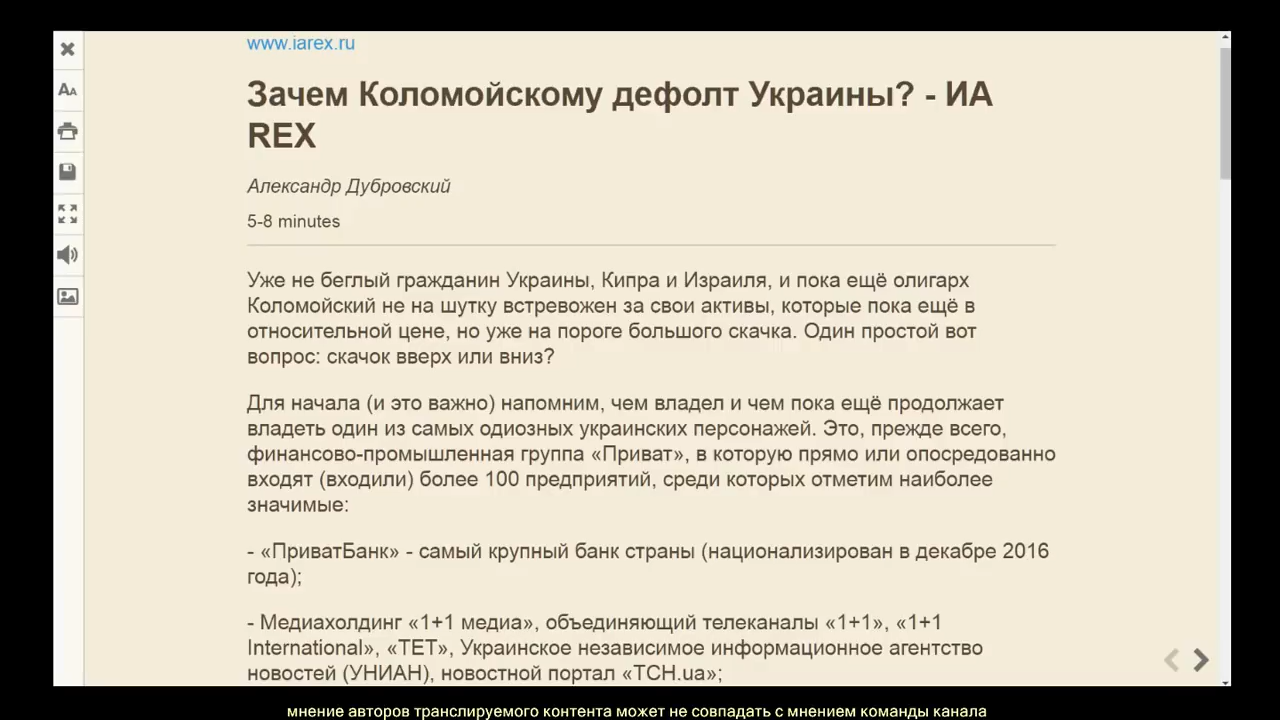 www.iarex.ru
Зачем Коломойскому дефолт Украины? - ИА
REX
Александр Дубровский
5-8 minutes
Уже не беглый гражданин Украины, Кипра и Израиля, и пока ещё олигарх
Коломойский не на шутку встревожен за свои активы, которые пока ещё в
относительной цене, но уже на пороге большого скачка. Один простой вот
вопрос: скачок вверх или вниз?
Для начала (и это важно) напомним, чем владел и чем пока ещё продолжает
владеть один из самых одиозных украинских персонажей. Это, прежде всего,
финансово-промышленная группа «Приват», в которую прямо или опосредованно
входят (входили) более 100 предприятий, среди которых отметим наиболее
значимые:
- «ПриватБанк» - самый крупный банк страны (национализирован в декабре 2016
года);
- Медиахолдинг «1+1 медиа», объединяющий телеканалы «1+1», «1+1
International», «ТЕТ», Украинское независимое информационное агентство
новостей (УНИАН), новостной портал «ТСН.ua»;
мнение авторов транслируемого контента может не совпадать с мнением команды канала